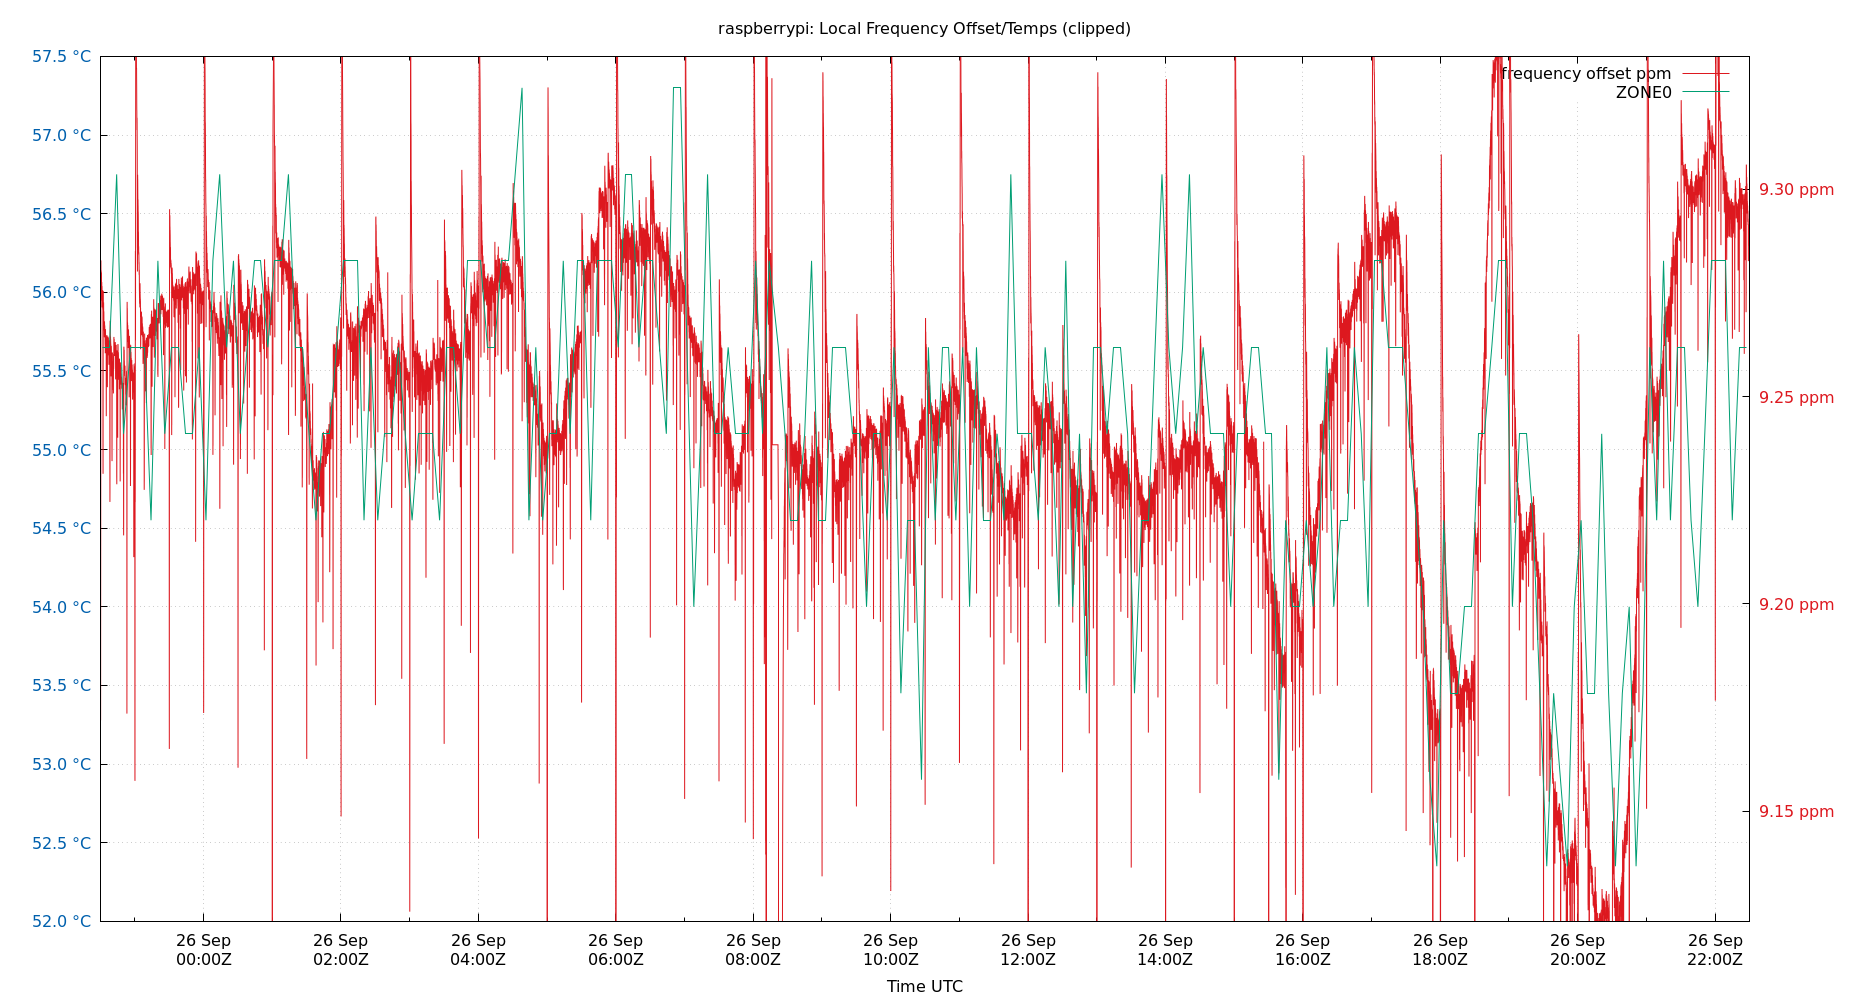 raspberrypi: Local Frequency Offset/Temps (clipped)
frequency offset ppm
ZONE0
57.5 °C
57.0 °C
56.5 °C
56.0 °C
55.5 °C
55.0 °C
54.5 °C
54.0 °C
53.5 °C
53.0 °C
52.5 °C
52.0 °C
9.30 ppm
9.25 ppm
9.20 ppm
9.15 ppm
26 Sep 26 Sep 26 Sep 26 Sep 26 Sep 26 Sep 26 Sep 26 Sep 26 Sep 26 Sep 26 Sep 26 Sep
00:00Z 02:00Z 04:00Z 06:00Z 08:00Z 10:00Z 12:00Z 14:00Z 16:00Z 18:00Z 20:00Z 22:00Z
Time UTC